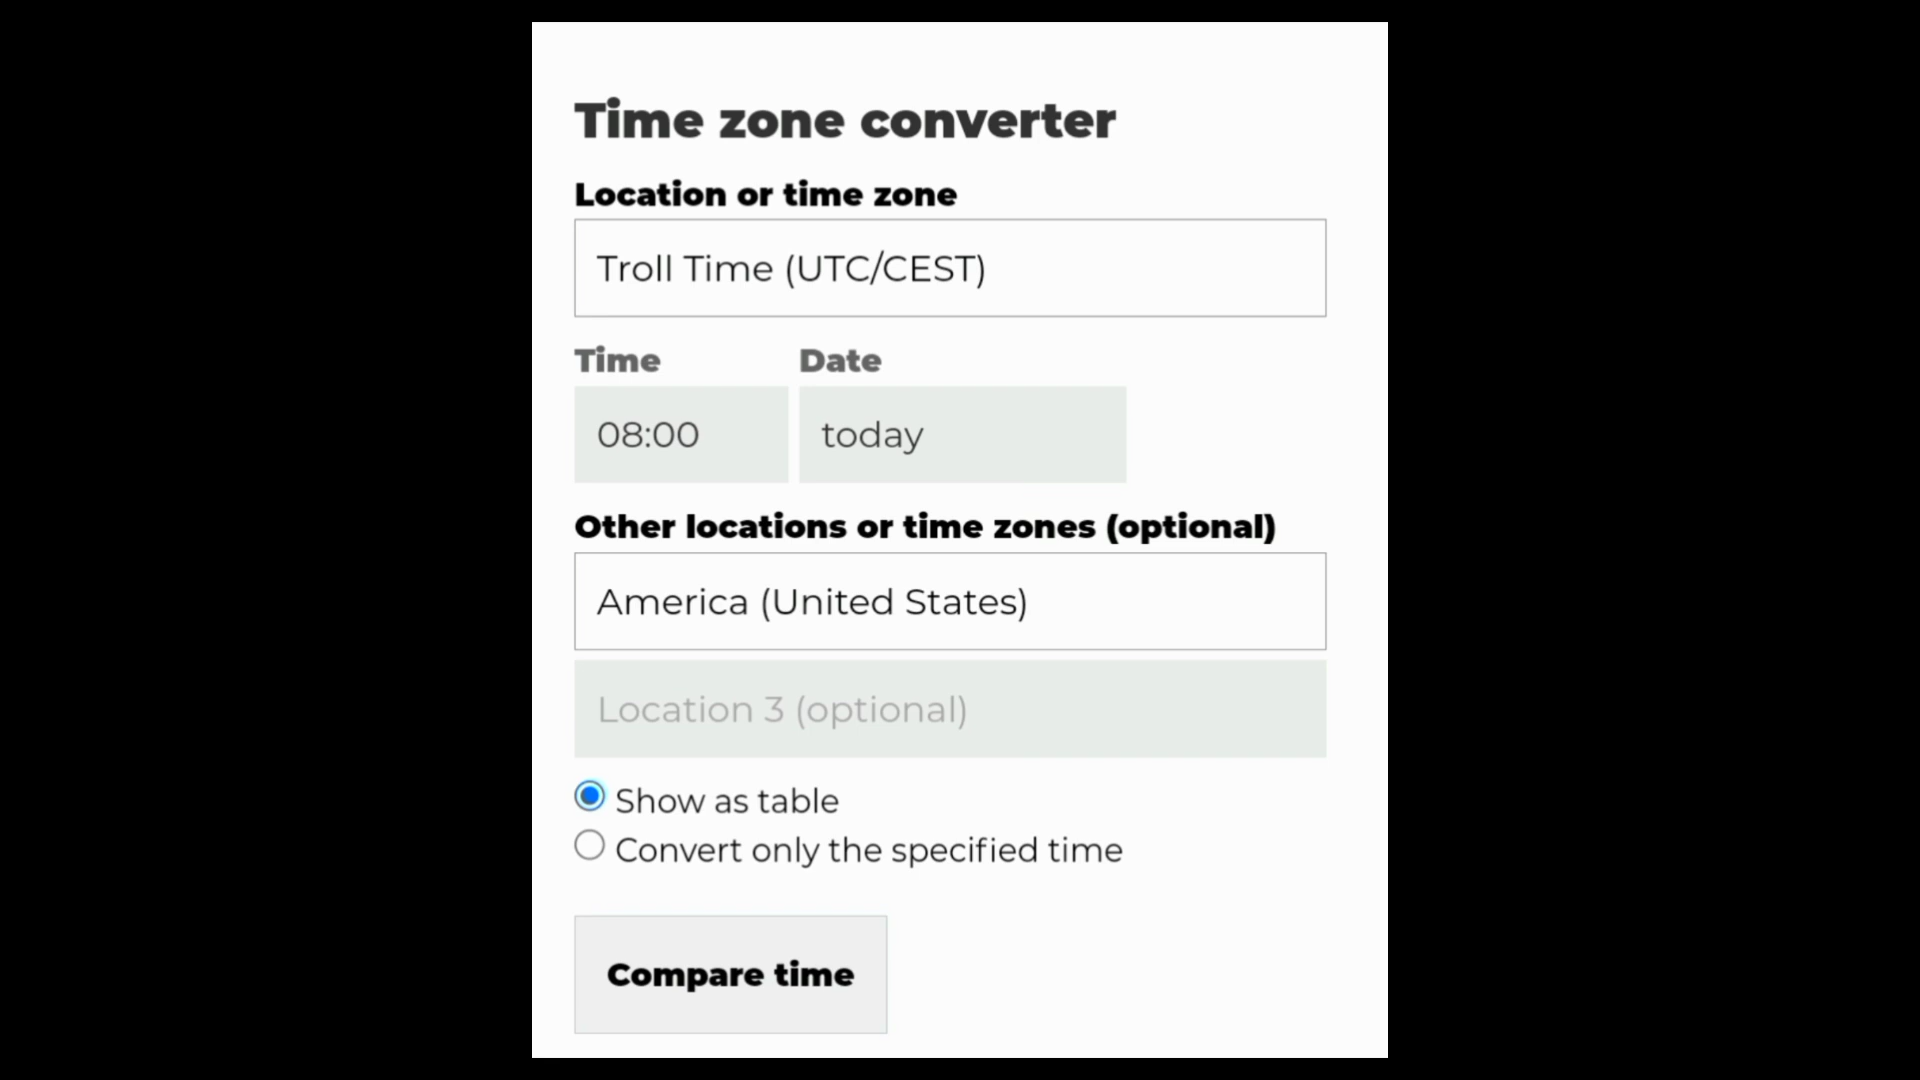 Time zone converter
Location or time zone
Troll Time (UTC/CEST)
Time Date
08:00 today
Other locations or time zones (optional)
America (United States)
Location 3 (optional)
Show as table
Convert only the specified time
Compare time